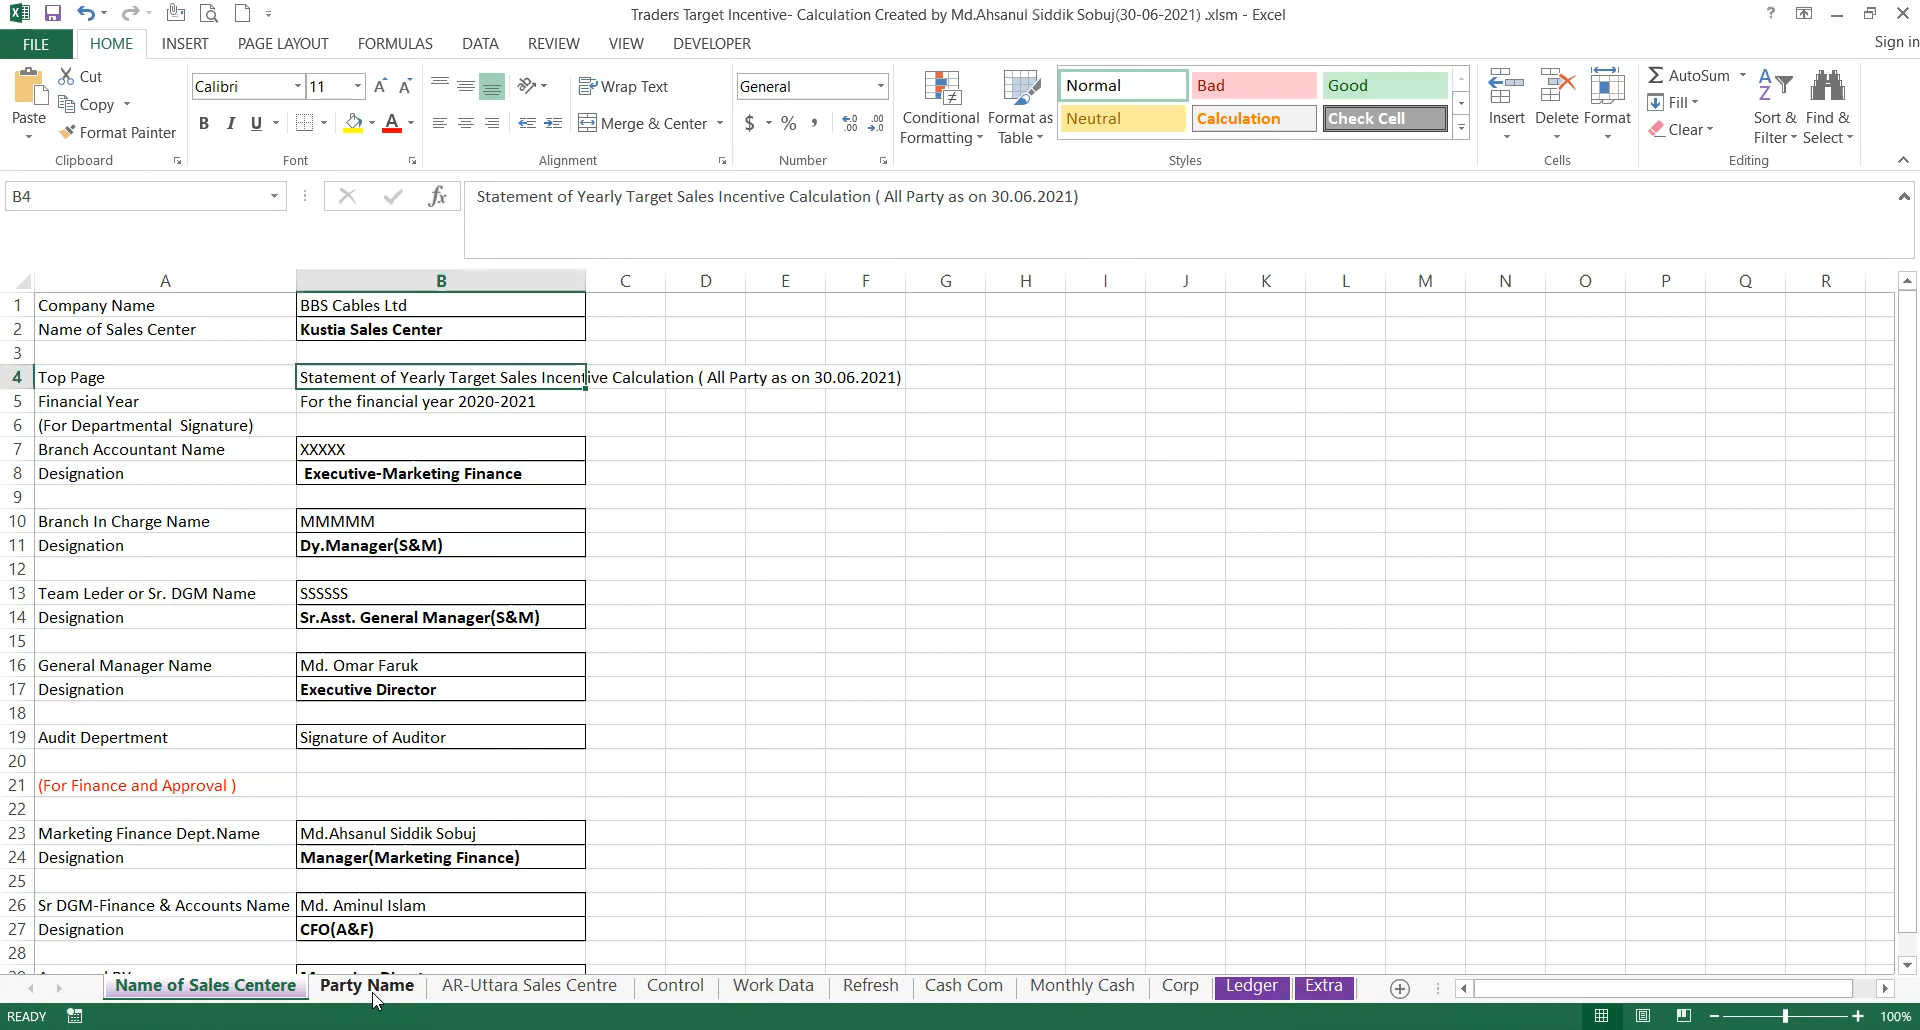 Traders Target Incentive- Calculation Created by Md.Ahsanul Siddik Sobuj(30-06-2021) .xlsm - Excel
FILE HOME INSERT PAGE LAYOUT FORMULAS DATA REVIEW VIEW DEVELOPER Sign in
Paste
Cut
Copy
Format Painter
Clipboard
Calibri 11
B I U
Font
Wrap Text
Merge & Center
Alignment
General
$ % ,
Number
Conditional Formatting
Format as Table
Normal Bad Good
Neutral Calculation Check Cell
Styles
Insert Delete Format
Cells
AutoSum
Fill
Clear
Sort & Filter
Find & Select
Editing
B4
fx
Statement of Yearly Target Sales Incentive Calculation ( All Party as on 30.06.2021)
A B C D E F G H I J K L M N O P Q R
1 Company Name BBS Cables Ltd
2 Name of Sales Center Kustia Sales Center
3
4 Top Page Statement of Yearly Target Sales Incentive Calculation ( All Party as on 30.06.2021)
5 Financial Year For the financial year 2020-2021
6 (For Departmental Signature)
7 Branch Accountant Name XXXXX
8 Designation Executive-Marketing Finance
9
10 Branch In Charge Name MMMMM
11 Designation Dy.Manager(S&M)
12
13 Team Leder or Sr. DGM Name SSSSSS
14 Designation Sr.Asst. General Manager(S&M)
15
16 General Manager Name Md. Omar Faruk
17 Designation Executive Director
18
19 Audit Depertment Signature of Auditor
20
21 (For Finance and Approval )
22
23 Marketing Finance Dept.Name Md.Ahsanul Siddik Sobuj
24 Designation Manager(Marketing Finance)
25
26 Sr DGM-Finance & Accounts Name Md. Aminul Islam
27 Designation CFO(A&F)
28
Name of Sales Centere Party Name AR-Uttara Sales Centre Control Work Data Refresh Cash Com Monthly Cash Corp Ledger Extra
READY 100%